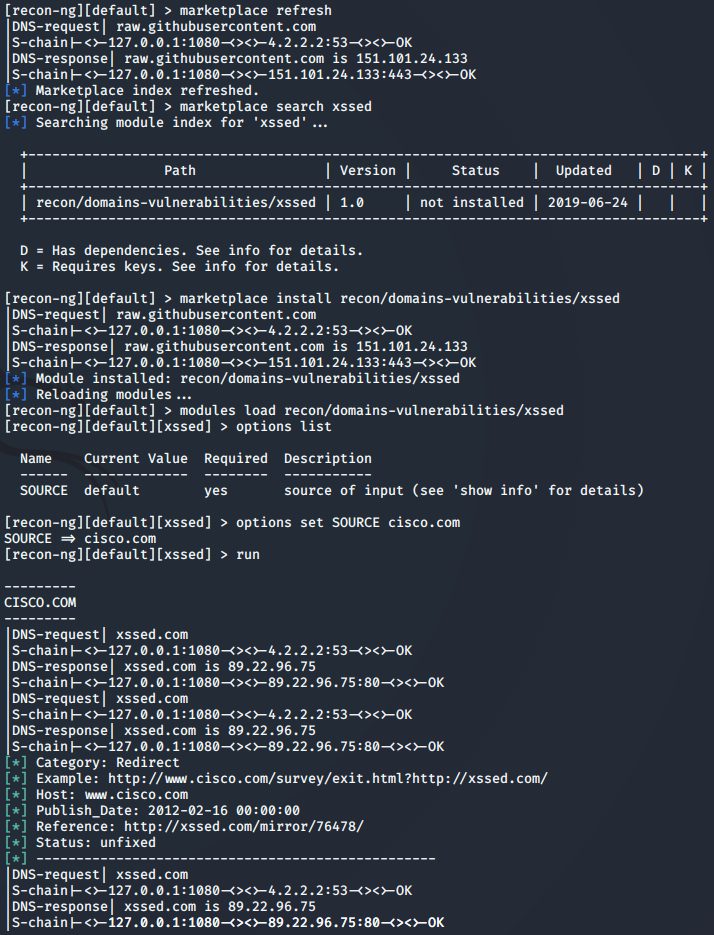 [recon-ng][default] > marketplace refresh
|DNS-request| raw.githubusercontent.com
|S-chain|-<>-127.0.0.1:1080-<><>-4.2.2.2:53-<><>-OK
|DNS-response| raw.githubusercontent.com is 151.101.24.133
|S-chain|-<>-127.0.0.1:1080-<><>-151.101.24.133:443-<><>-OK
[*] Marketplace index refreshed.
[recon-ng][default] > marketplace search xssed
[*] Searching module index for 'xssed'...
+---------------------------------------------------------------------------------+
| Path | Version | Status | Updated | D | K |
+---------------------------------------------------------------------------------+
| recon/domains-vulnerabilities/xssed | 1.0 | not installed | 2019-06-24 | | |
+---------------------------------------------------------------------------------+
D = Has dependencies. See info for details.
K = Requires keys. See info for details.
[recon-ng][default] > marketplace install recon/domains-vulnerabilities/xssed
|DNS-request| raw.githubusercontent.com
|S-chain|-<>-127.0.0.1:1080-<><>-4.2.2.2:53-<><>-OK
|DNS-response| raw.githubusercontent.com is 151.101.24.133
|S-chain|-<>-127.0.0.1:1080-<><>-151.101.24.133:443-<><>-OK
[*] Module installed: recon/domains-vulnerabilities/xssed
[*] Reloading modules...
[recon-ng][default] > modules load recon/domains-vulnerabilities/xssed
[recon-ng][default][xssed] > options list
Name Current Value Required Description
------ ------------- -------- -----------
SOURCE default yes source of input (see 'show info' for details)
[recon-ng][default][xssed] > options set SOURCE cisco.com
SOURCE => cisco.com
[recon-ng][default][xssed] > run
---------
CISCO.COM
---------
|DNS-request| xssed.com
|S-chain|-<>-127.0.0.1:1080-<><>-4.2.2.2:53-<><>-OK
|DNS-response| xssed.com is 89.22.96.75
|S-chain|-<>-127.0.0.1:1080-<><>-89.22.96.75:80-<><>-OK
|DNS-request| xssed.com
|S-chain|-<>-127.0.0.1:1080-<><>-4.2.2.2:53-<><>-OK
|DNS-response| xssed.com is 89.22.96.75
|S-chain|-<>-127.0.0.1:1080-<><>-89.22.96.75:80-<><>-OK
[*] Category: Redirect
[*] Example: http://www.cisco.com/survey/exit.html?http://xssed.com/
[*] Host: www.cisco.com
[*] Publish_Date: 2012-02-16 00:00:00
[*] Reference: http://xssed.com/mirror/76478/
[*] Status: unfixed
[*] --------------------------------------------------
|DNS-request| xssed.com
|S-chain|-<>-127.0.0.1:1080-<><>-4.2.2.2:53-<><>-OK
|DNS-response| xssed.com is 89.22.96.75
|S-chain|-<>-127.0.0.1:1080-<><>-89.22.96.75:80-<><>-OK